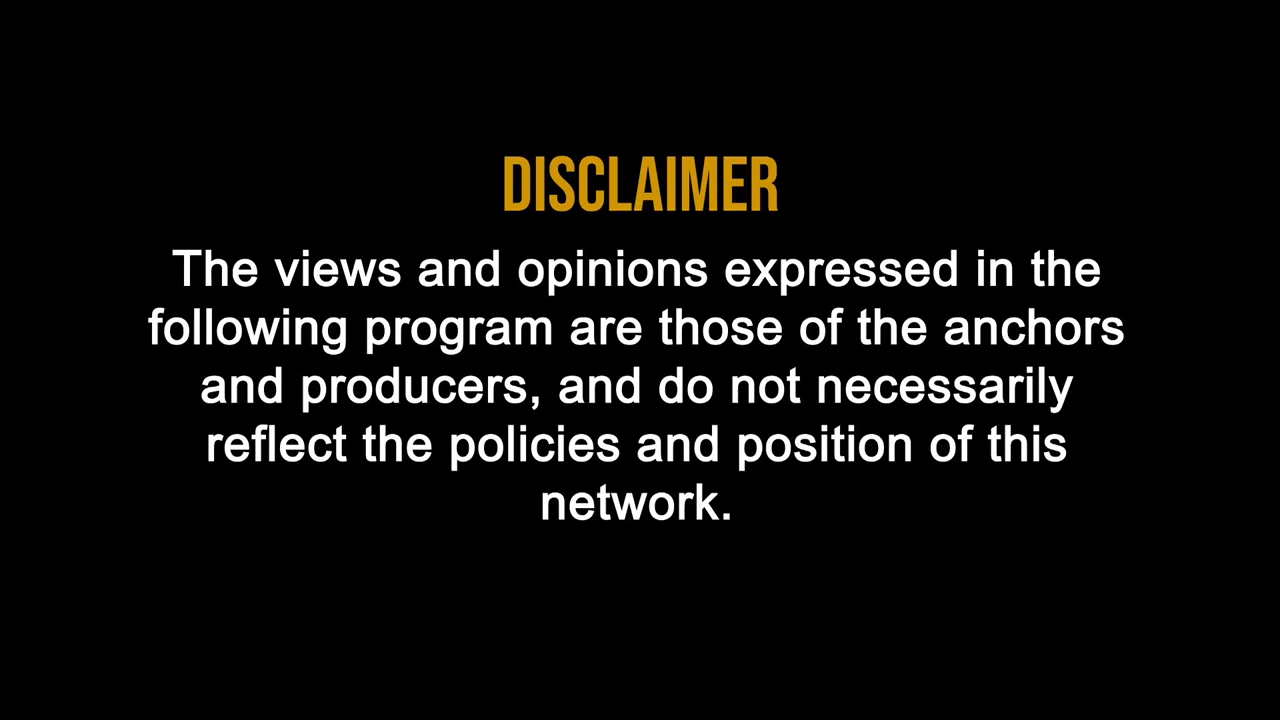 DISCLAIMER
The views and opinions expressed in the
following program are those of the anchors
and producers, and do not necessarily
reflect the policies and position of this
network.